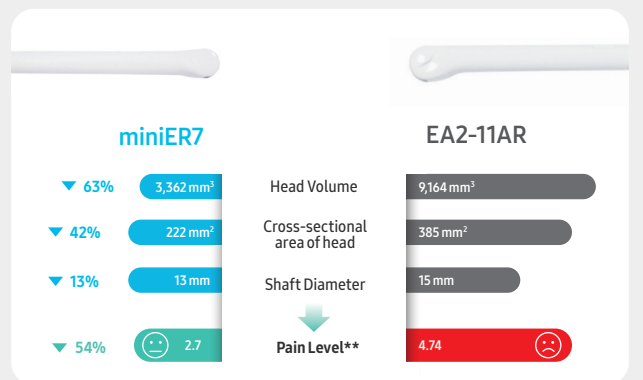 miniER7
EA2-11AR
▼ 63%
3,362 mm³
Head Volume
9,164 mm³
▼ 42%
222 mm²
Cross-sectional
area of head
385 mm²
▼ 13%
13 mm
Shaft Diameter
15 mm
▼ 54%
2.7
Pain Level**
4.74